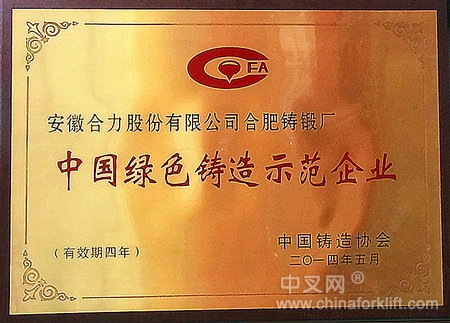 CFA
安徽合力股份有限公司合肥铸锻厂
中国绿色铸造示范企业
（有效期四年）
中国铸造协会
二〇一四年五月
中叉网®
www.chinaforklift.com